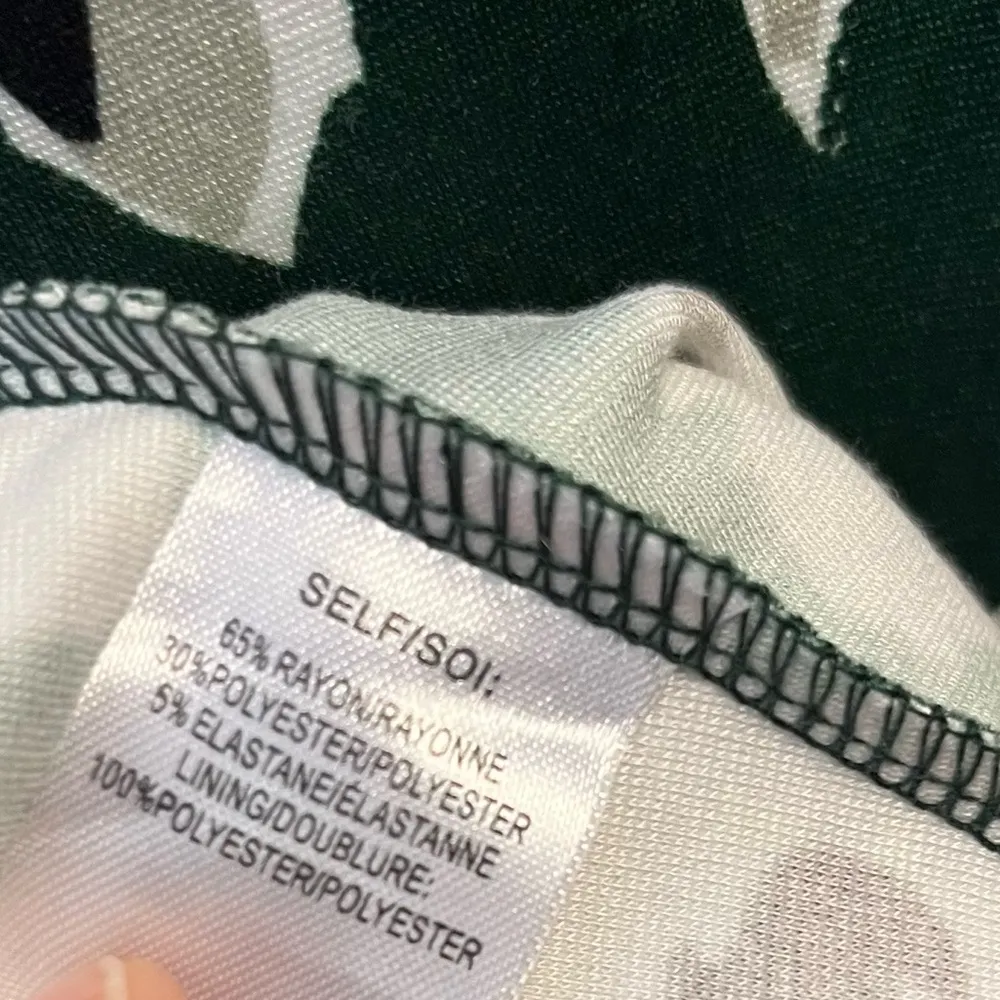 SELF/SOI:
65% RAYON/RAYONNE
30%POLYESTER/POLYESTER
5% ELASTANE/ÉLASTANNE
LINING/DOUBLURE:
100%POLYESTER/POLYESTER